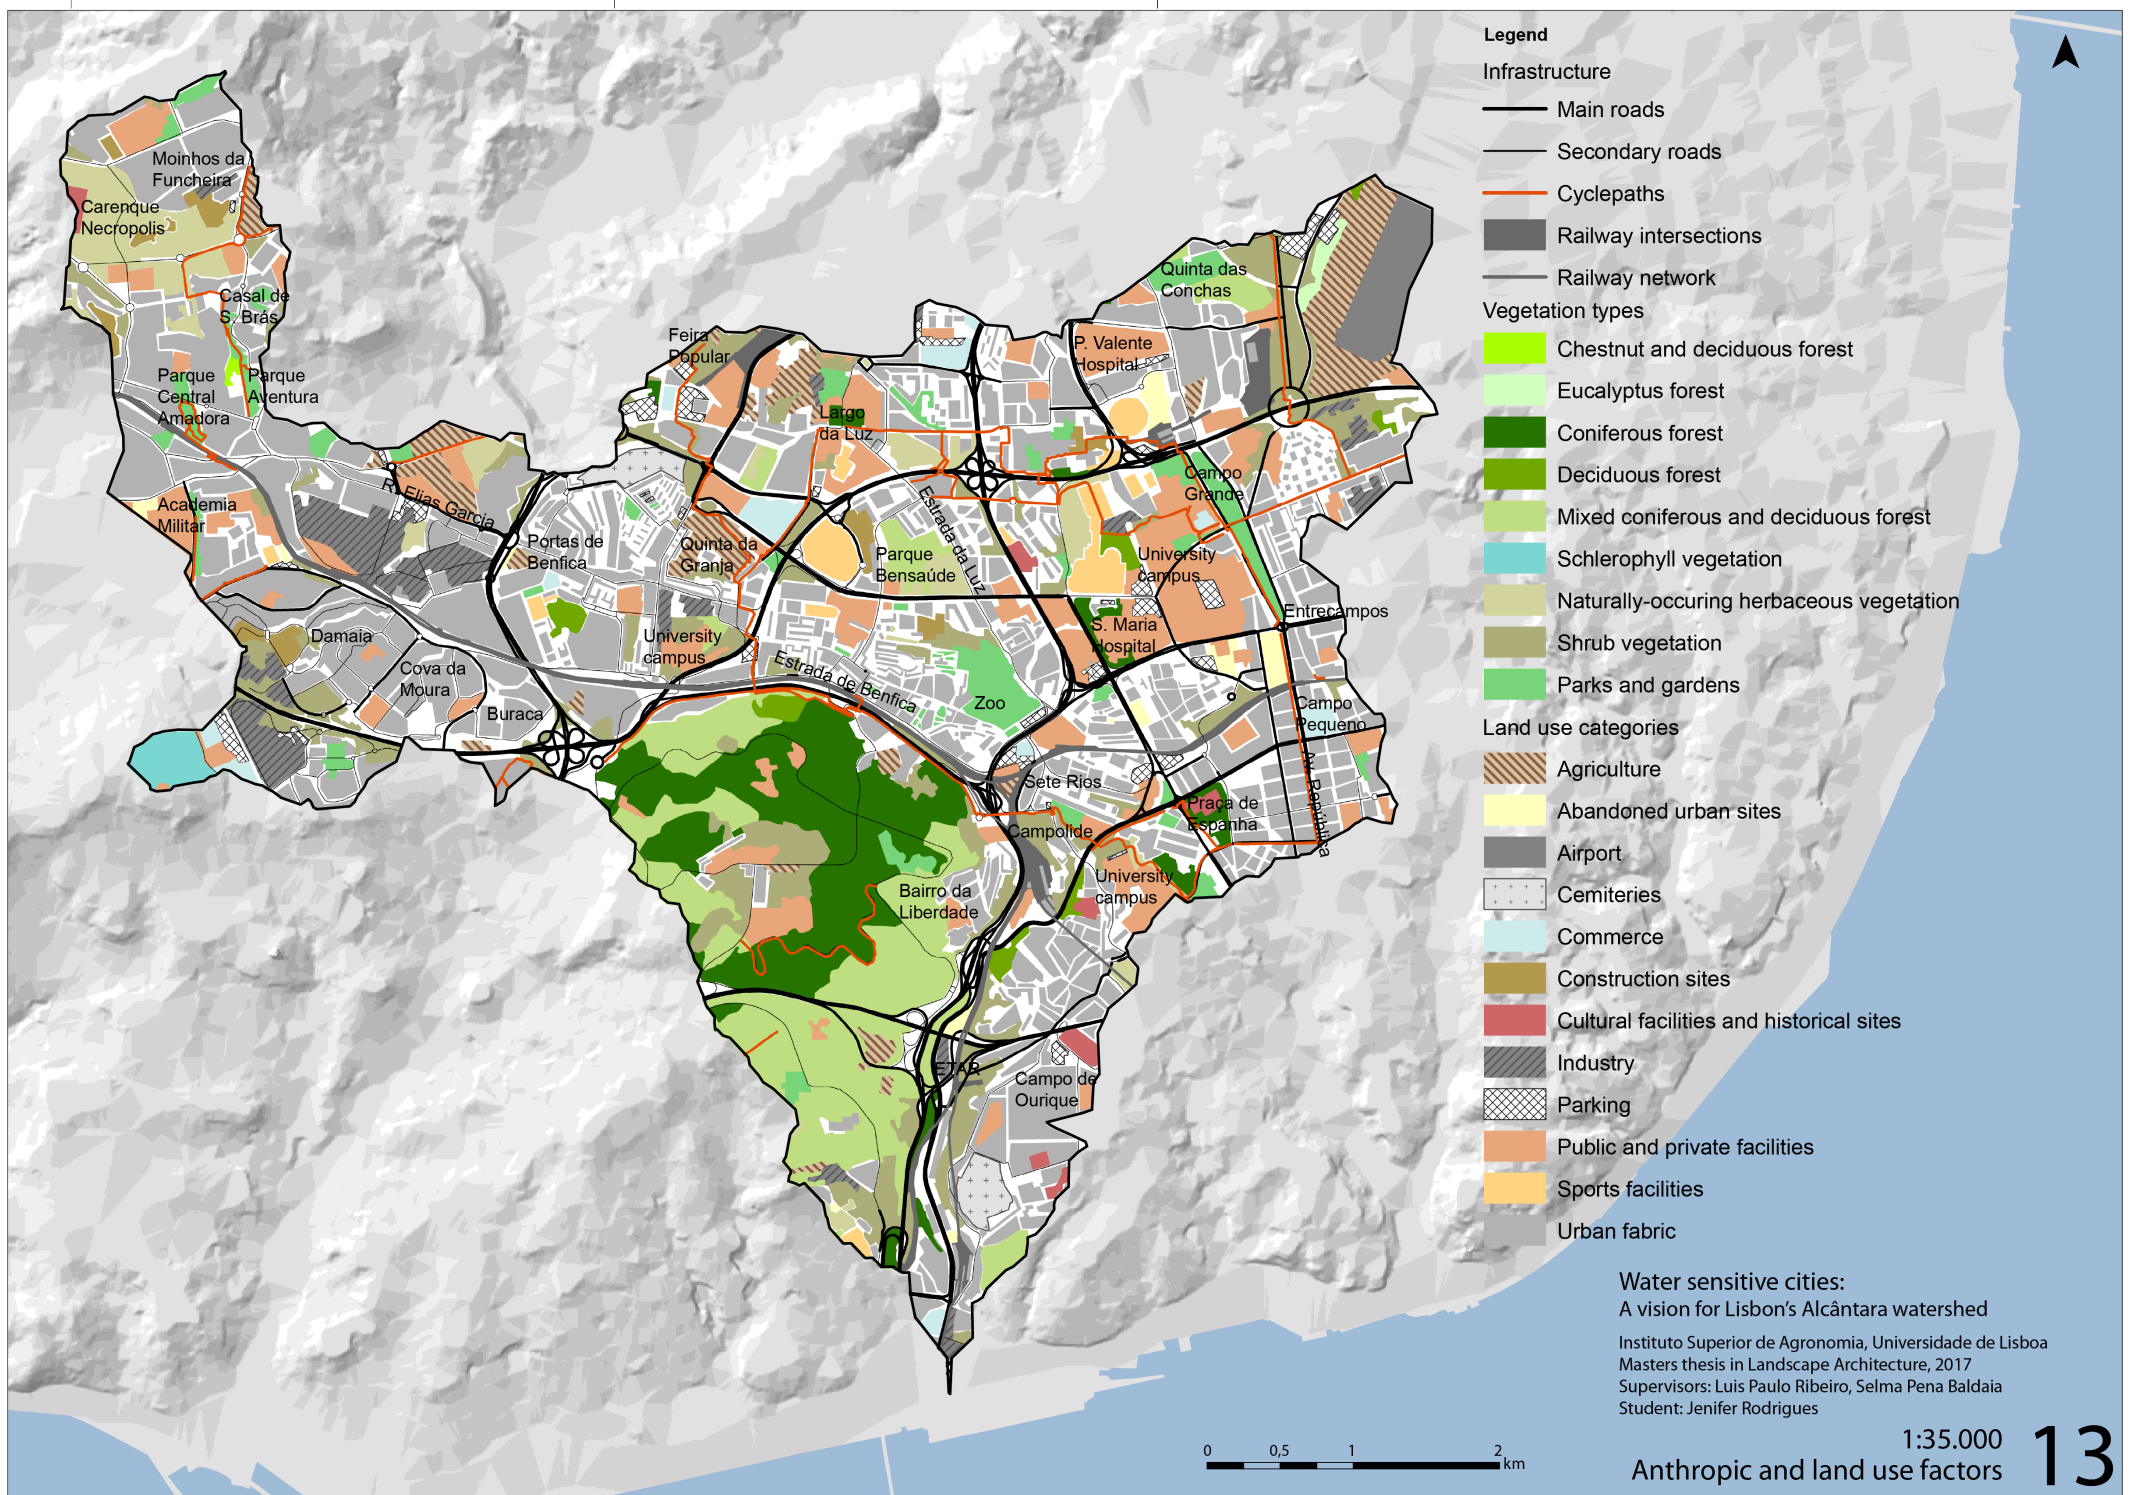 Moinhos da
Funcheira
Carenque
Necropolis
Casal de
S. Brás
Parque
Central
Amadora
Parque
Aventura
Academia
Militar
R. Elias Garcia
Portas de
Benfica
Damaia
Cova da
Moura
Buraca
Feira
Popular
Largo
da Luz
Quinta da
Granja
University
campus
Estrada de Benfica
Parque
Bensaúde
Estrada da Luz
Zoo
Quinta das
Conchas
P. Valente
Hospital
Campo
Grande
University
campus
S. Maria
Hospital
Entrecampos
Campo
Pequeno
Av. República
Sete Rios
Praça de
Espanha
Campolide
University
campus
Bairro da
Liberdade
ETAR
Campo de
Ourique
Legend
Infrastructure
Main roads
Secondary roads
Cyclepaths
Railway intersections
Railway network
Vegetation types
Chestnut and deciduous forest
Eucalyptus forest
Coniferous forest
Deciduous forest
Mixed coniferous and deciduous forest
Schlerophyll vegetation
Naturally-occuring herbaceous vegetation
Shrub vegetation
Parks and gardens
Land use categories
Agriculture
Abandoned urban sites
Airport
Cemiteries
Commerce
Construction sites
Cultural facilities and historical sites
Industry
Parking
Public and private facilities
Sports facilities
Urban fabric
Water sensitive cities:
A vision for Lisbon's Alcântara watershed
Instituto Superior de Agronomia, Universidade de Lisboa
Masters thesis in Landscape Architecture, 2017
Supervisors: Luis Paulo Ribeiro, Selma Pena Baldaia
Student: Jenifer Rodrigues
0 0,5 1 2
km
1:35.000
Anthropic and land use factors
13